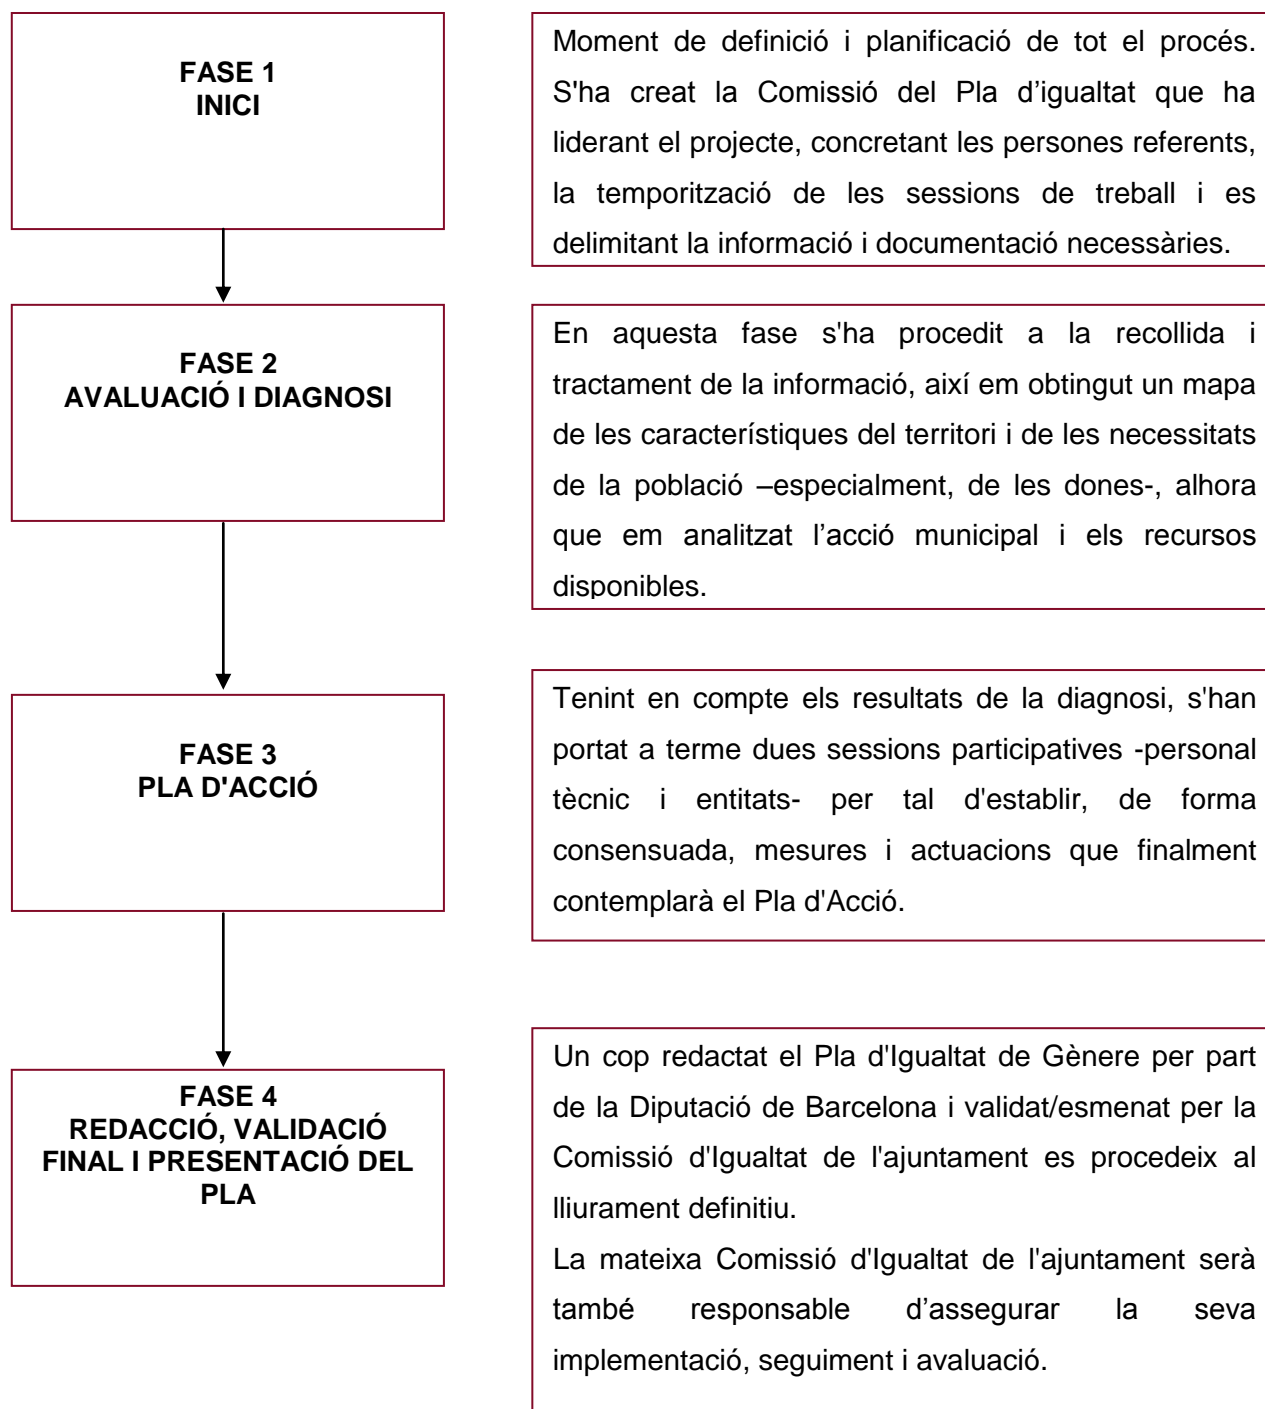 FASE 1
INICI
Moment de definició i planificació de tot el procés.
S'ha creat la Comissió del Pla d’igualtat que ha
liderant el projecte, concretant les persones referents,
la temporització de les sessions de treball i es
delimitant la informació i documentació necessàries.
FASE 2
AVALUACIÓ I DIAGNOSI
En aquesta fase s'ha procedit a la recollida i
tractament de la informació, així em obtingut un mapa
de les característiques del territori i de les necessitats
de la població –especialment, de les dones-, alhora
que em analitzat l’acció municipal i els recursos
disponibles.
FASE 3
PLA D'ACCIÓ
Tenint en compte els resultats de la diagnosi, s'han
portat a terme dues sessions participatives -personal
tècnic i entitats- per tal d'establir, de forma
consensuada, mesures i actuacions que finalment
contemplarà el Pla d'Acció.
FASE 4
REDACCIÓ, VALIDACIÓ
FINAL I PRESENTACIÓ DEL
PLA
Un cop redactat el Pla d'Igualtat de Gènere per part
de la Diputació de Barcelona i validat/esmenat per la
Comissió d'Igualtat de l'ajuntament es procedeix al
lliurament definitiu.
La mateixa Comissió d'Igualtat de l'ajuntament serà
també responsable d’assegurar la seva
implementació, seguiment i avaluació.